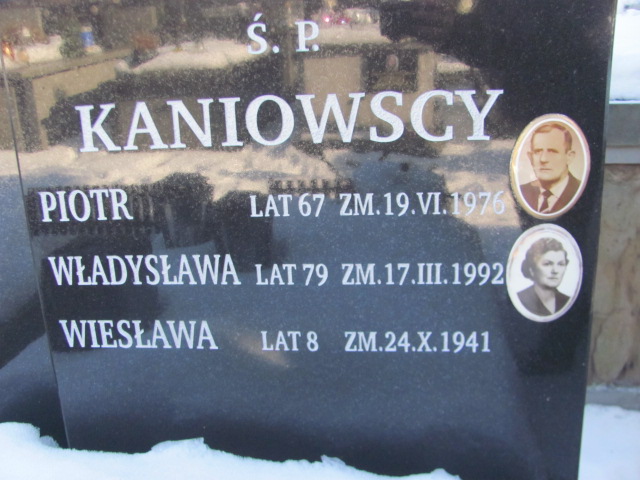 Ś. P.
KANIOWSCY
PIOTR LAT 67 ZM.19.VI.1976
WŁADYSŁAWA LAT 79 ZM.17.III.1992
WIESŁAWA LAT 8 ZM.24.X.1941